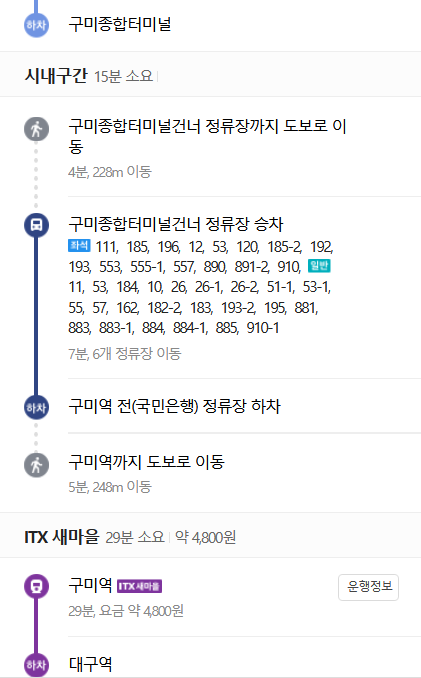 하차 구미종합터미널
시내구간 15분 소요
구미종합터미널건너 정류장까지 도보로 이
동
4분, 228m 이동
구미종합터미널건너 정류장 승차
좌석 111, 185, 196, 12, 53, 120, 185-2, 192,
193, 553, 555-1, 557, 890, 891-2, 910, 일반
11, 53, 184, 10, 26, 26-1, 26-2, 51-1, 53-1,
55, 57, 162, 182-2, 183, 193-2, 195, 881,
883, 883-1, 884, 884-1, 885, 910-1
7분, 6개 정류장 이동
하차 구미역 전(국민은행) 정류장 하차
구미역까지 도보로 이동
5분, 248m 이동
ITX 새마을 29분 소요 약 4,800원
구미역 ITX 새마을 운행정보
29분, 요금 약 4,800원
하차 대구역